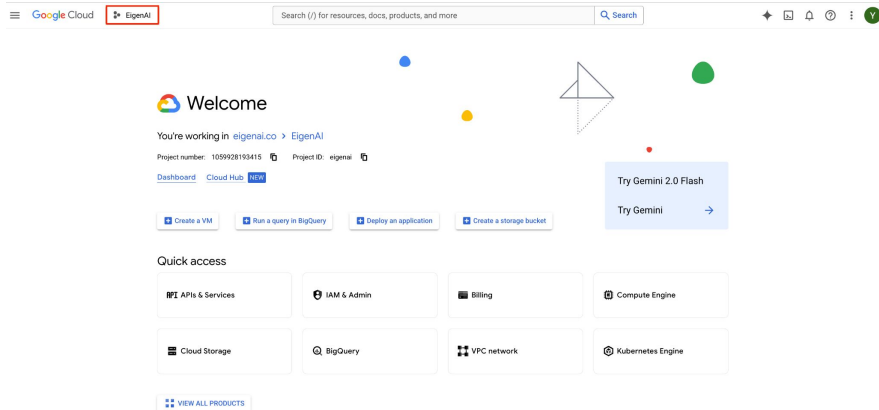 Google Cloud EigenAI Search (/) for resources, docs, products, and more Search Y
Welcome
You're working in eigenai.co > EigenAI
Project number: 1059928193415 Project ID: eigenai
Dashboard Cloud Hub NEW
Try Gemini 2.0 Flash
Try Gemini
Create a VM Run a query in BigQuery Deploy an application Create a storage bucket
Quick access
API APIs & Services IAM & Admin Billing Compute Engine
Cloud Storage BigQuery VPC network Kubernetes Engine
VIEW ALL PRODUCTS